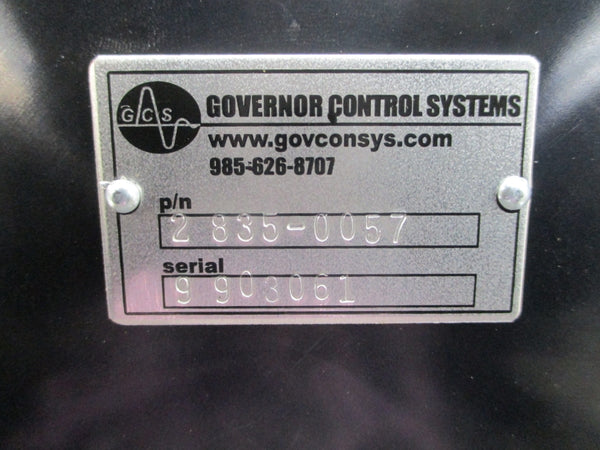 GCS
GOVERNOR CONTROL SYSTEMS
www.govconsys.com
985-626-8707
p/n
2 835-0057
serial
9 903061